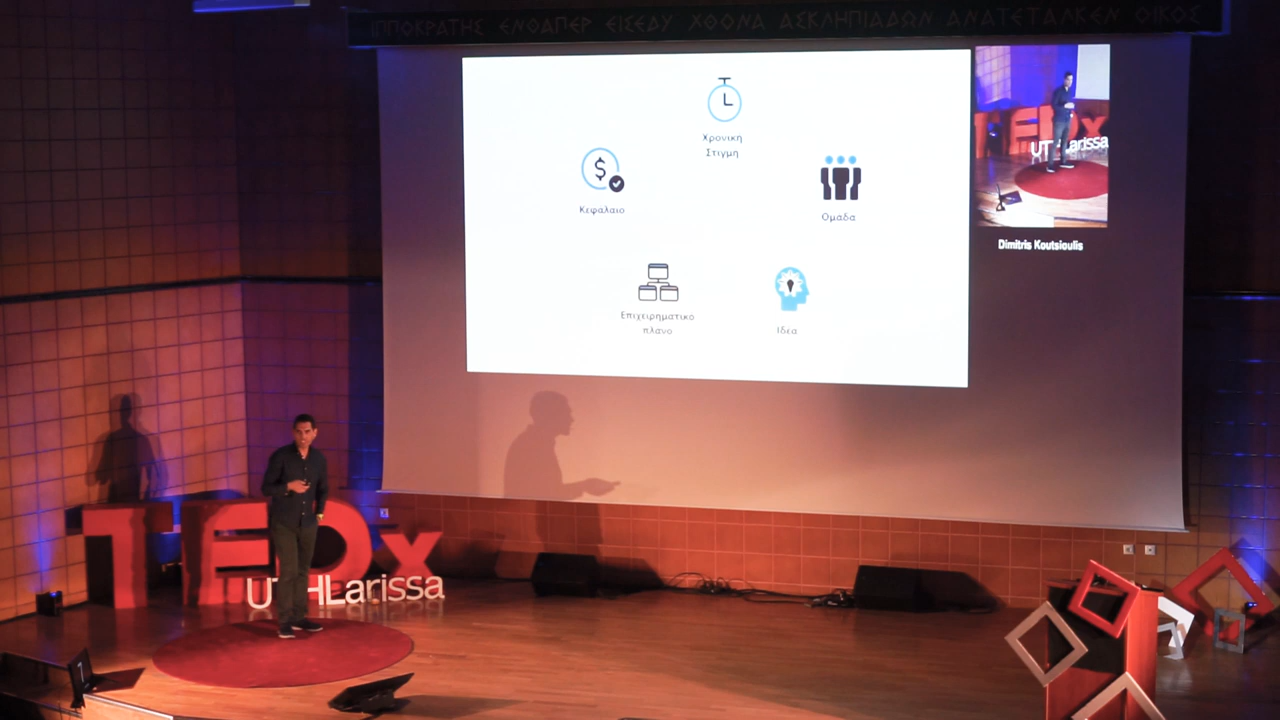 ΙΠΠΟΚΡΑΤΗΣ ΕΝΘΑΠΕΡ ΕΙΣΕΔΥ ΧΘΟΝΑ ΑΣΚΛΗΠΙΑΔΩΝ ΑΝΑΤΕΤΑΛΚΕΝ ΟΙΚΟΣ
Χρονικη
Στιγμη
Κεφαλαιο
Ομαδα
Επιχειρηματικο
πλανο
Ιδεα
TEDx
UTHLarissa
Dimitris Koutsioulis
TEDx
UTHLarissa